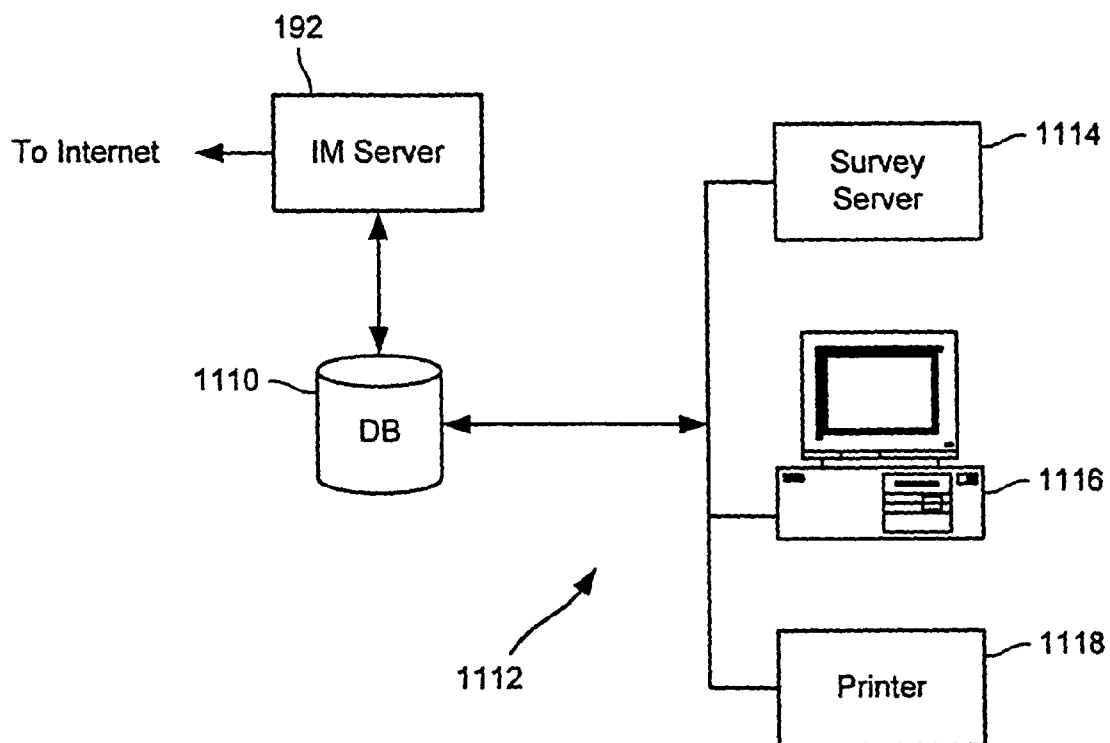 192
To Internet
IM Server
1114
Survey
Server
1110
DB
1116
1112
1118
Printer